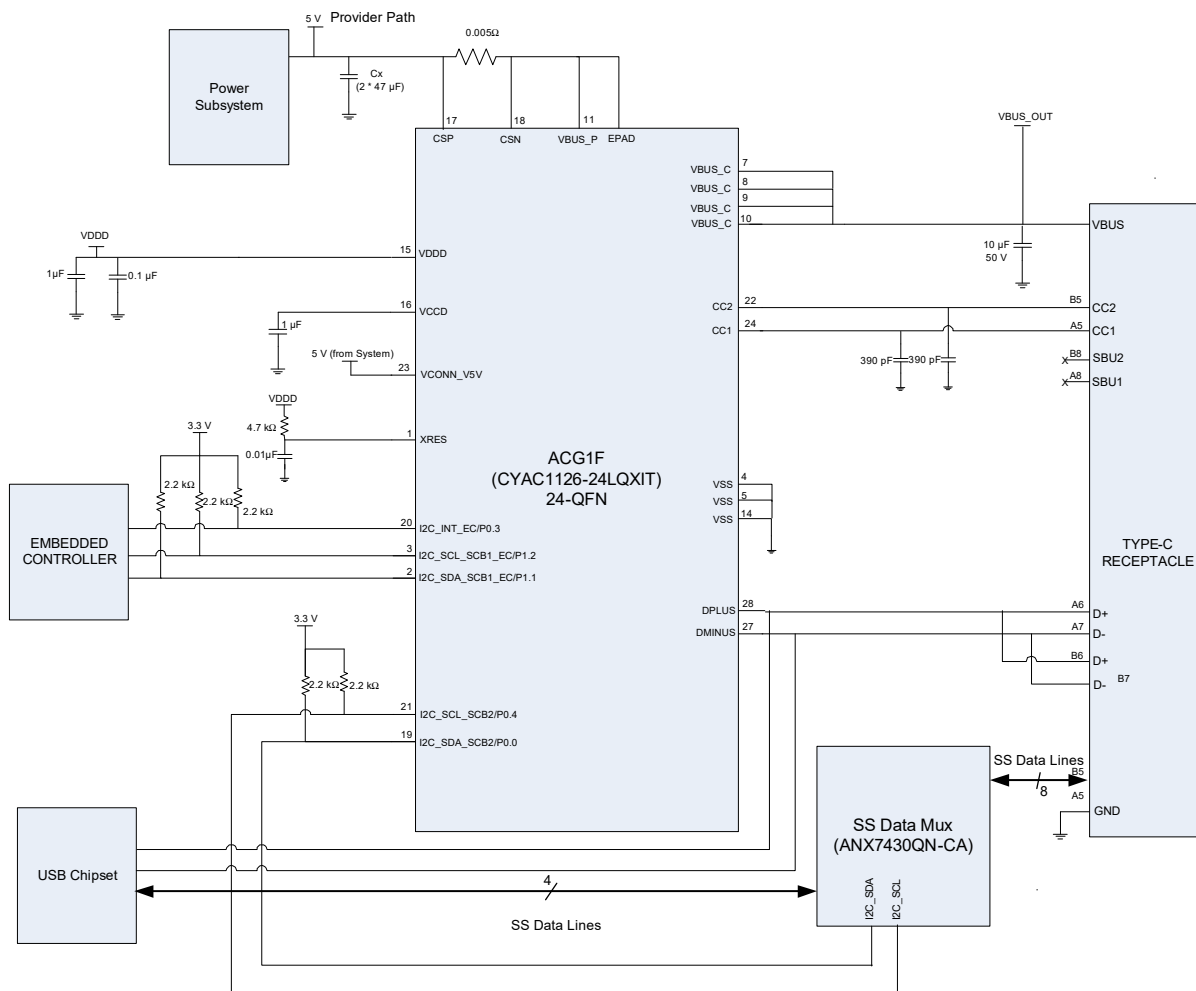 5 V
Provider Path
0.005Ω
Power
Subsystem
Cx
(2 * 47 µF)
17
18
11
CSP
CSN
VBUS_P
EPAD
VBUS_OUT
VBUS_C
7
VBUS_C
8
VBUS_C
9
VBUS_C
10
VBUS
10 µF
50 V
VDDD
15
VDDD
1µF
0.1 µF
16
VCCD
1 µF
CC2
22
B5
CC2
CC1
24
A5
CC1
390 pF
390 pF
B8
SBU2
A8
SBU1
X
X
5 V (from System)
23
VCONN_V5V
VDDD
4.7 kΩ
1
XRES
0.01µF
3.3 V
2.2 kΩ
2.2 kΩ
2.2 kΩ
ACG1F
(CYAC1126-24LQXIT)
24-QFN
VSS
4
VSS
5
VSS
14
EMBEDDED
CONTROLLER
20
I2C_INT_EC/P0.3
3
I2C_SCL_SCB1_EC/P1.2
2
I2C_SDA_SCB1_EC/P1.1
TYPE-C
RECEPTACLE
DPLUS
28
A6
D+
DMINUS
27
A7
D-
B6
D+
D-
B7
3.3 V
2.2 kΩ
2.2 kΩ
21
I2C_SCL_SCB2/P0.4
19
I2C_SDA_SCB2/P0.0
SS Data Lines
8
B5
A5
GND
USB Chipset
SS Data Mux
(ANX7430QN-CA)
I2C_SDA
I2C_SCL
4
SS Data Lines